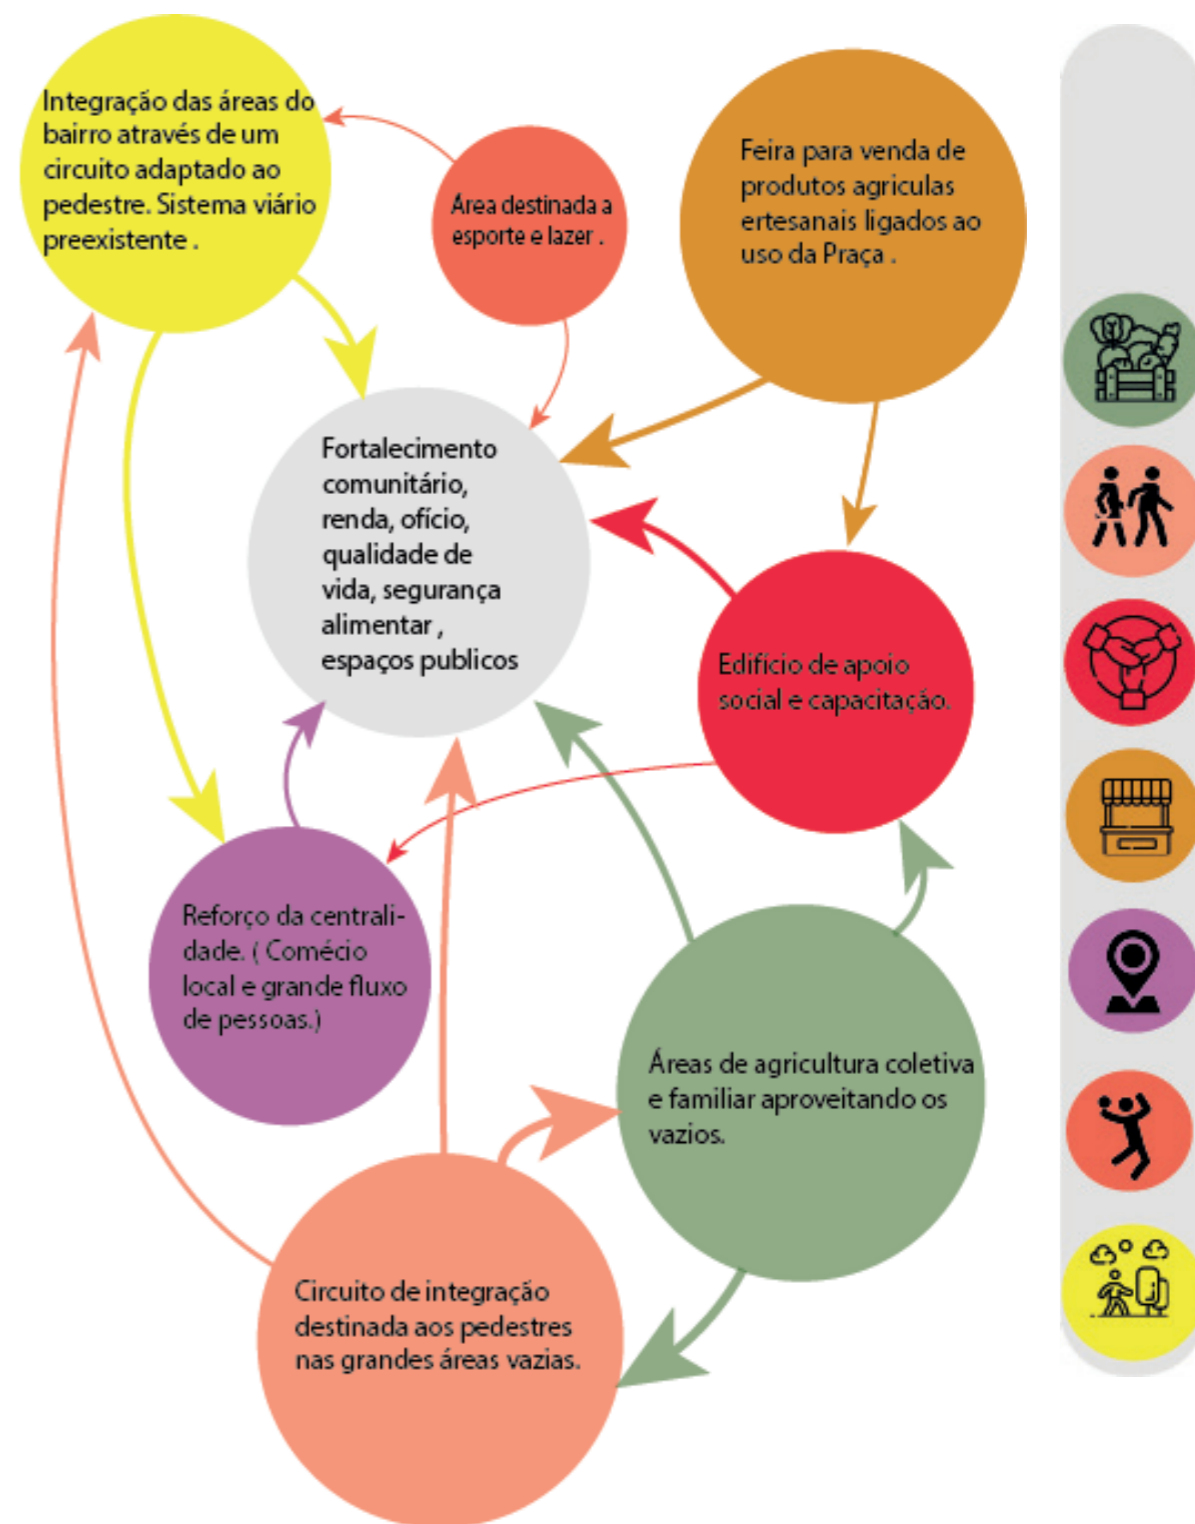 Integração das áreas do
bairro através de um
circuito adaptado ao
pedestre. Sistema viário
preexistente .
Área destinada a
esporte e lazer .
Feira para venda de
produtos agriculas
ertesanais ligados ao
uso da Praça .
Fortalecimento
comunitário,
renda, ofício,
qualidade de
vida, segurança
alimentar ,
espaços publicos
Edifício de apoio
social e capacitação.
Reforço da centrali-
dade. ( Comécio
local e grande fluxo
de pessoas.)
Áreas de agricultura coletiva
e familiar aproveitando os
vazios.
Circuito de integração
destinada aos pedestres
nas grandes áreas vazias.